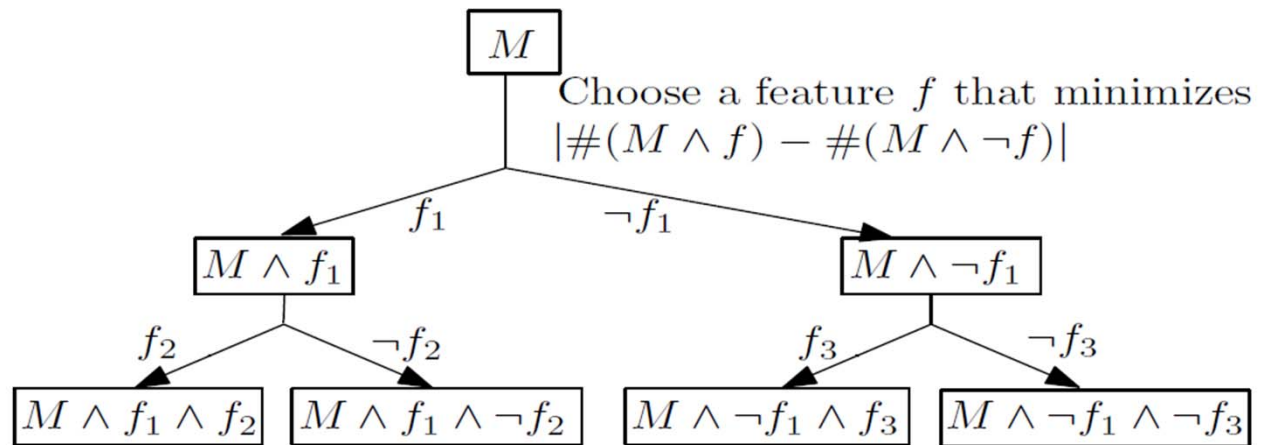 M
Choose a feature f that minimizes
|#(M ∧ f) − #(M ∧ ¬f)|
f₁
¬f₁
M ∧ f₁
M ∧ ¬f₁
f₂
¬f₂
f₃
¬f₃
M ∧ f₁ ∧ f₂
M ∧ f₁ ∧ ¬f₂
M ∧ ¬f₁ ∧ f₃
M ∧ ¬f₁ ∧ ¬f₃